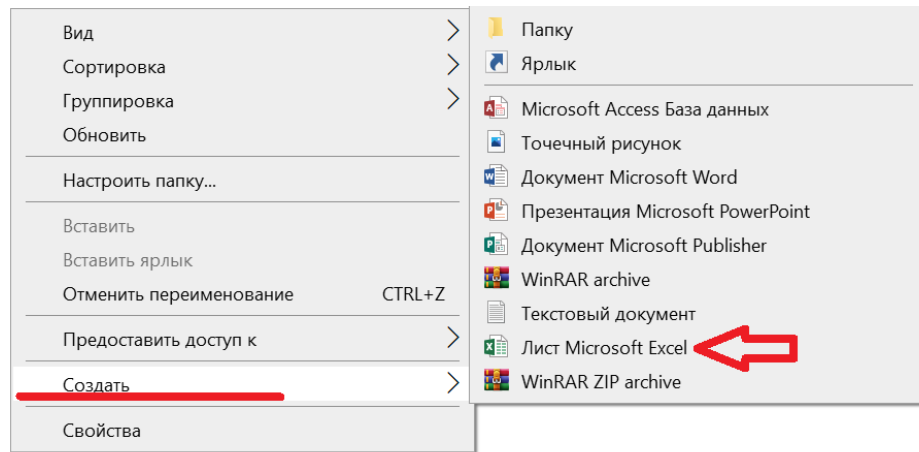 Вид
Сортировка
Группировка
Обновить
Настроить папку...
Вставить
Вставить ярлык
Отменить переименование CTRL+Z
Предоставить доступ к
Создать
Свойства
Папку
Ярлык
Microsoft Access База данных
Точечный рисунок
Документ Microsoft Word
Презентация Microsoft PowerPoint
Документ Microsoft Publisher
WinRAR archive
Текстовый документ
Лист Microsoft Excel
WinRAR ZIP archive